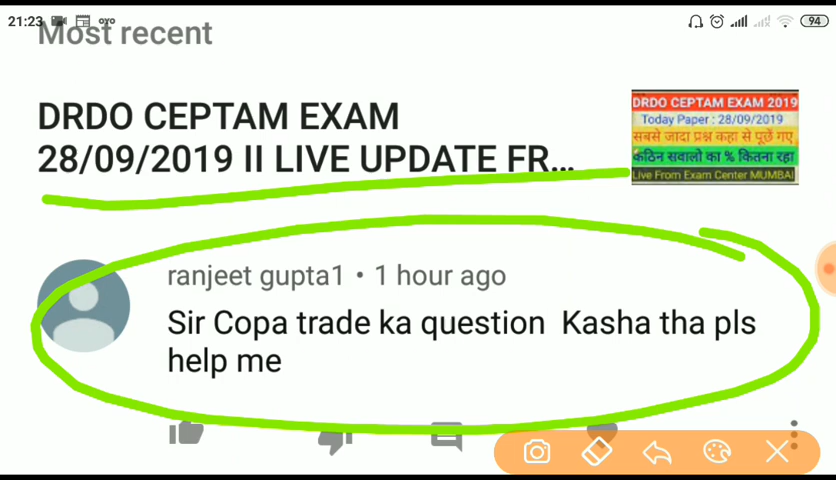 21:23
94
Most recent
DRDO CEPTAM EXAM
28/09/2019 II LIVE UPDATE FR...
DRDO CEPTAM EXAM 2019
Today Paper : 28/09/2019
सबसे जादा प्रश्न कहा से पूछें गए
कठिन सवालो का % कितना रहा
Live From Exam Center MUMBAI
ranjeet gupta1 • 1 hour ago
Sir Copa trade ka question Kasha tha pls
help me